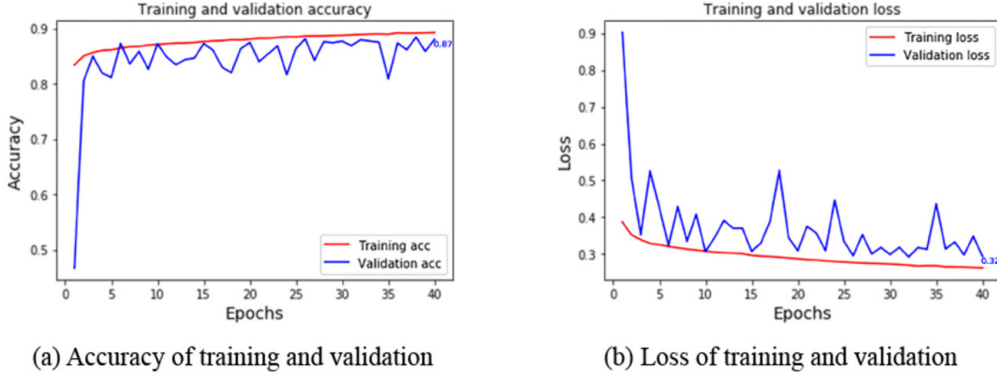 Training and validation accuracy
0.9
0.8
0.7
0.6
0.5
Accuracy
0.87
Training acc
Validation acc
0 5 10 15 20 25 30 35 40
Epochs
(a) Accuracy of training and validation
Training and validation loss
0.9
0.8
0.7
0.6
0.5
0.4
0.3
Loss
Training loss
Validation loss
0.32
0 5 10 15 20 25 30 35 40
Epochs
(b) Loss of training and validation